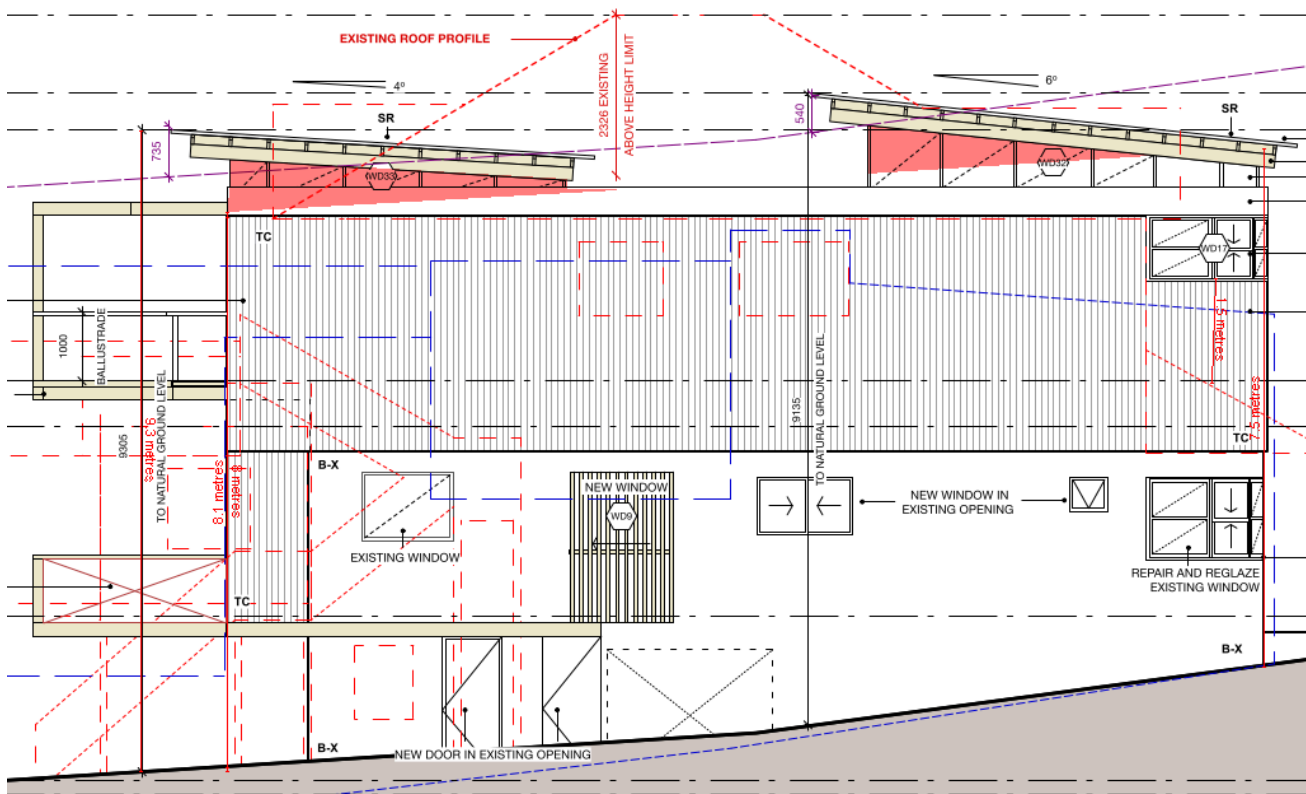 EXISTING ROOF PROFILE
2326 EXISTING
ABOVE HEIGHT LIMIT
4º
6º
SR
SR
735
540
WD33
WD32
TC
WD17
1000
BALLUSTRADE
1.5 metres
7.5 metres
TC
9305
9.3 metres
TO NATURAL GROUND LEVEL
8.1 metres
8 metres
9135
TO NATURAL GROUND LEVEL
B-X
NEW WINDOW
WD9
EXISTING WINDOW
NEW WINDOW IN
EXISTING OPENING
REPAIR AND REGLAZE
EXISTING WINDOW
TC
B-X
B-X
NEW DOOR IN EXISTING OPENING